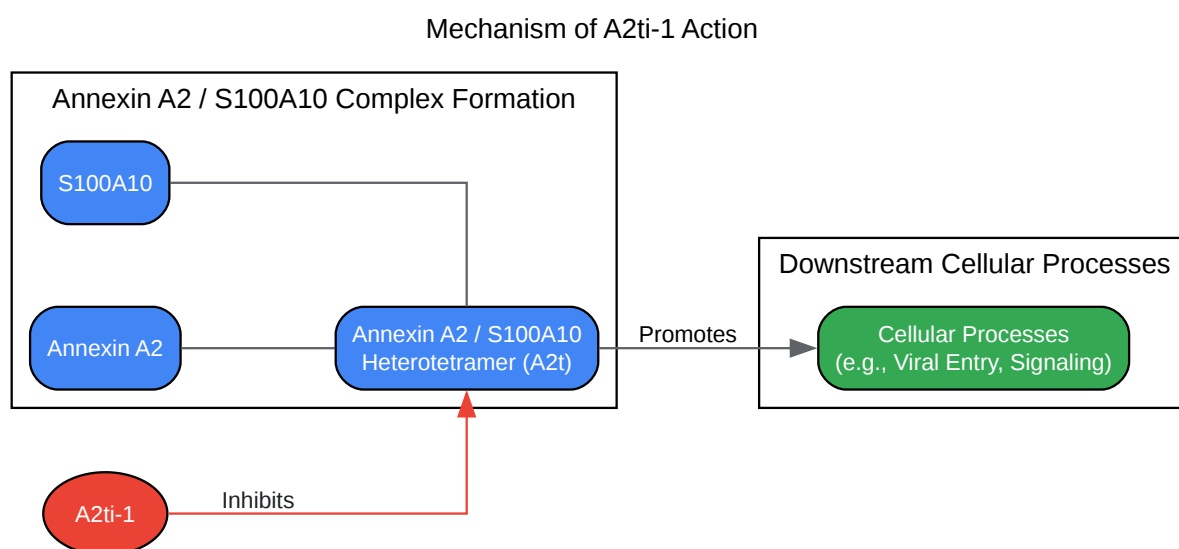 Mechanism of A2ti-1 Action
Annexin A2 / S100A10 Complex Formation
S100A10
Downstream Cellular Processes
Annexin A2
Annexin A2 / S100A10
Heterotetramer (A2t)
Promotes
Cellular Processes
(e.g., Viral Entry, Signaling)
Inhibits
A2ti-1